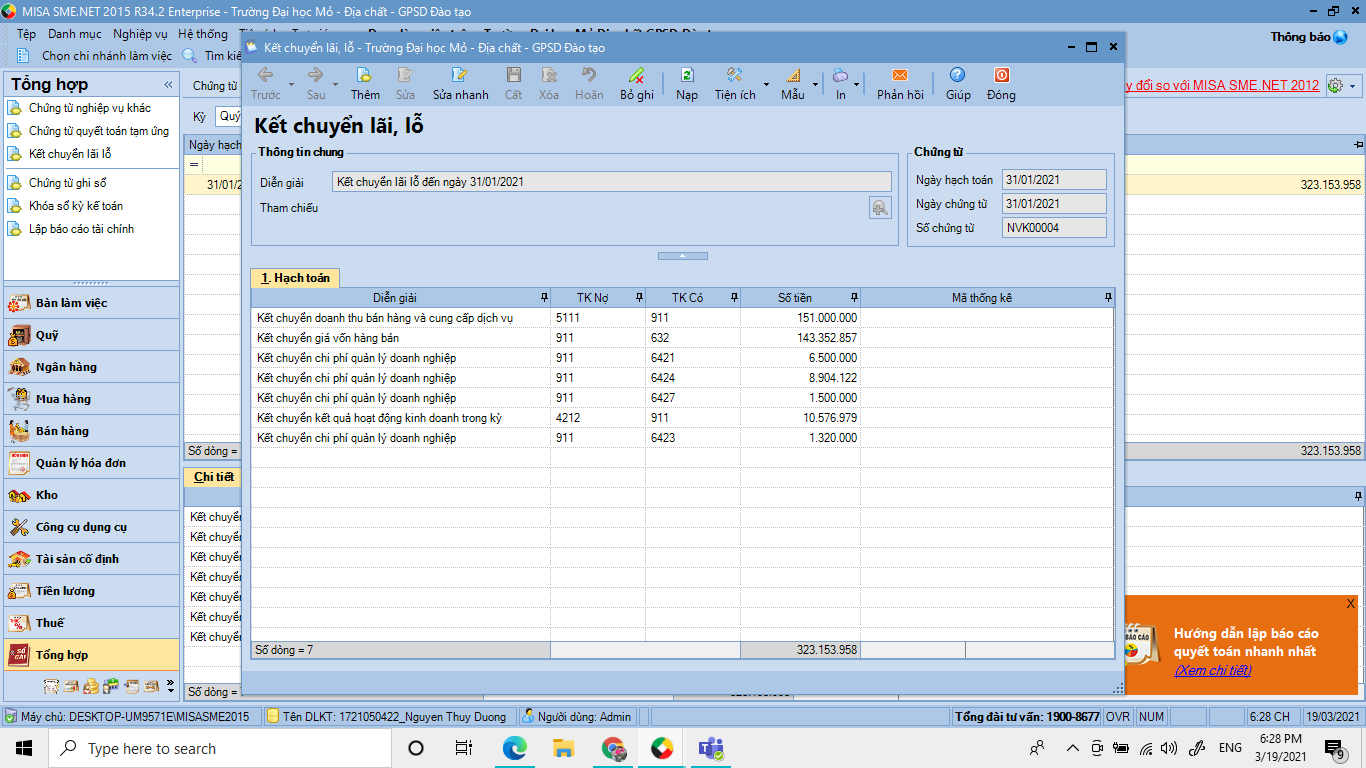 MISA SME.NET 2015 R34.2 Enterprise - Trường Đại học Mỏ - Địa chất - GPSD Đào tạo
Tệp Danh mục Nghiệp vụ Hệ thống
Thông báo
Chọn chi nhánh làm việc Tìm kiế
Tổng hợp «
Chứng từ nghiệp vụ khác
Chứng từ quyết toán tạm ứng
Kết chuyển lãi lỗ
Chứng từ ghi sổ
Khóa sổ kỳ kế toán
Lập báo cáo tài chính
Bàn làm việc
Quỹ
Ngân hàng
Mua hàng
Bán hàng
Quản lý hóa đơn
Kho
Công cụ dụng cụ
Tài sản cố định
Tiền lương
Thuế
Tổng hợp
Chứng từ
y đổi so với MISA SME.NET 2012
Kỳ Quý
Ngày hạch
=
31/01/2
323.153.958
Số dòng =
323.153.958
Chi tiết
Kết chuyển
Kết chuyển
Kết chuyển
Kết chuyển
Kết chuyển
Kết chuyển
Kết chuyển
Số dòng =
Kết chuyển lãi, lỗ - Trường Đại học Mỏ - Địa chất - GPSD Đào tạo
Trước Sau Thêm Sửa Sửa nhanh Cất Xóa Hoãn Bỏ ghi Nạp Tiện ích Mẫu In Phản hồi Giúp Đóng
Kết chuyển lãi, lỗ
Thông tin chung
Diễn giải Kết chuyển lãi lỗ đến ngày 31/01/2021
Tham chiếu
Chứng từ
Ngày hạch toán 31/01/2021
Ngày chứng từ 31/01/2021
Số chứng từ NVK00004
1. Hạch toán
Diễn giải TK Nợ TK Có Số tiền Mã thống kê
Kết chuyển doanh thu bán hàng và cung cấp dịch vụ 5111 911 151.000.000
Kết chuyển giá vốn hàng bán 911 632 143.352.857
Kết chuyển chi phí quản lý doanh nghiệp 911 6421 6.500.000
Kết chuyển chi phí quản lý doanh nghiệp 911 6424 8.904.122
Kết chuyển chi phí quản lý doanh nghiệp 911 6427 1.500.000
Kết chuyển kết quả hoạt động kinh doanh trong kỳ 4212 911 10.576.979
Kết chuyển chi phí quản lý doanh nghiệp 911 6423 1.320.000
Số dòng = 7 323.153.958
BÁO CÁO
X
Hướng dẫn lập báo cáo
quyết toán nhanh nhất
(Xem chi tiết)
Máy chủ: DESKTOP-UM9571E\MISASME2015 Tên DLKT: 1721050422_Nguyen Thuy Duong Người dùng: Admin Tổng đài tư vấn: 1900-8677 OVR NUM 6:28 CH 19/03/2021
Type here to search
ENG
6:28 PM
3/19/2021
9